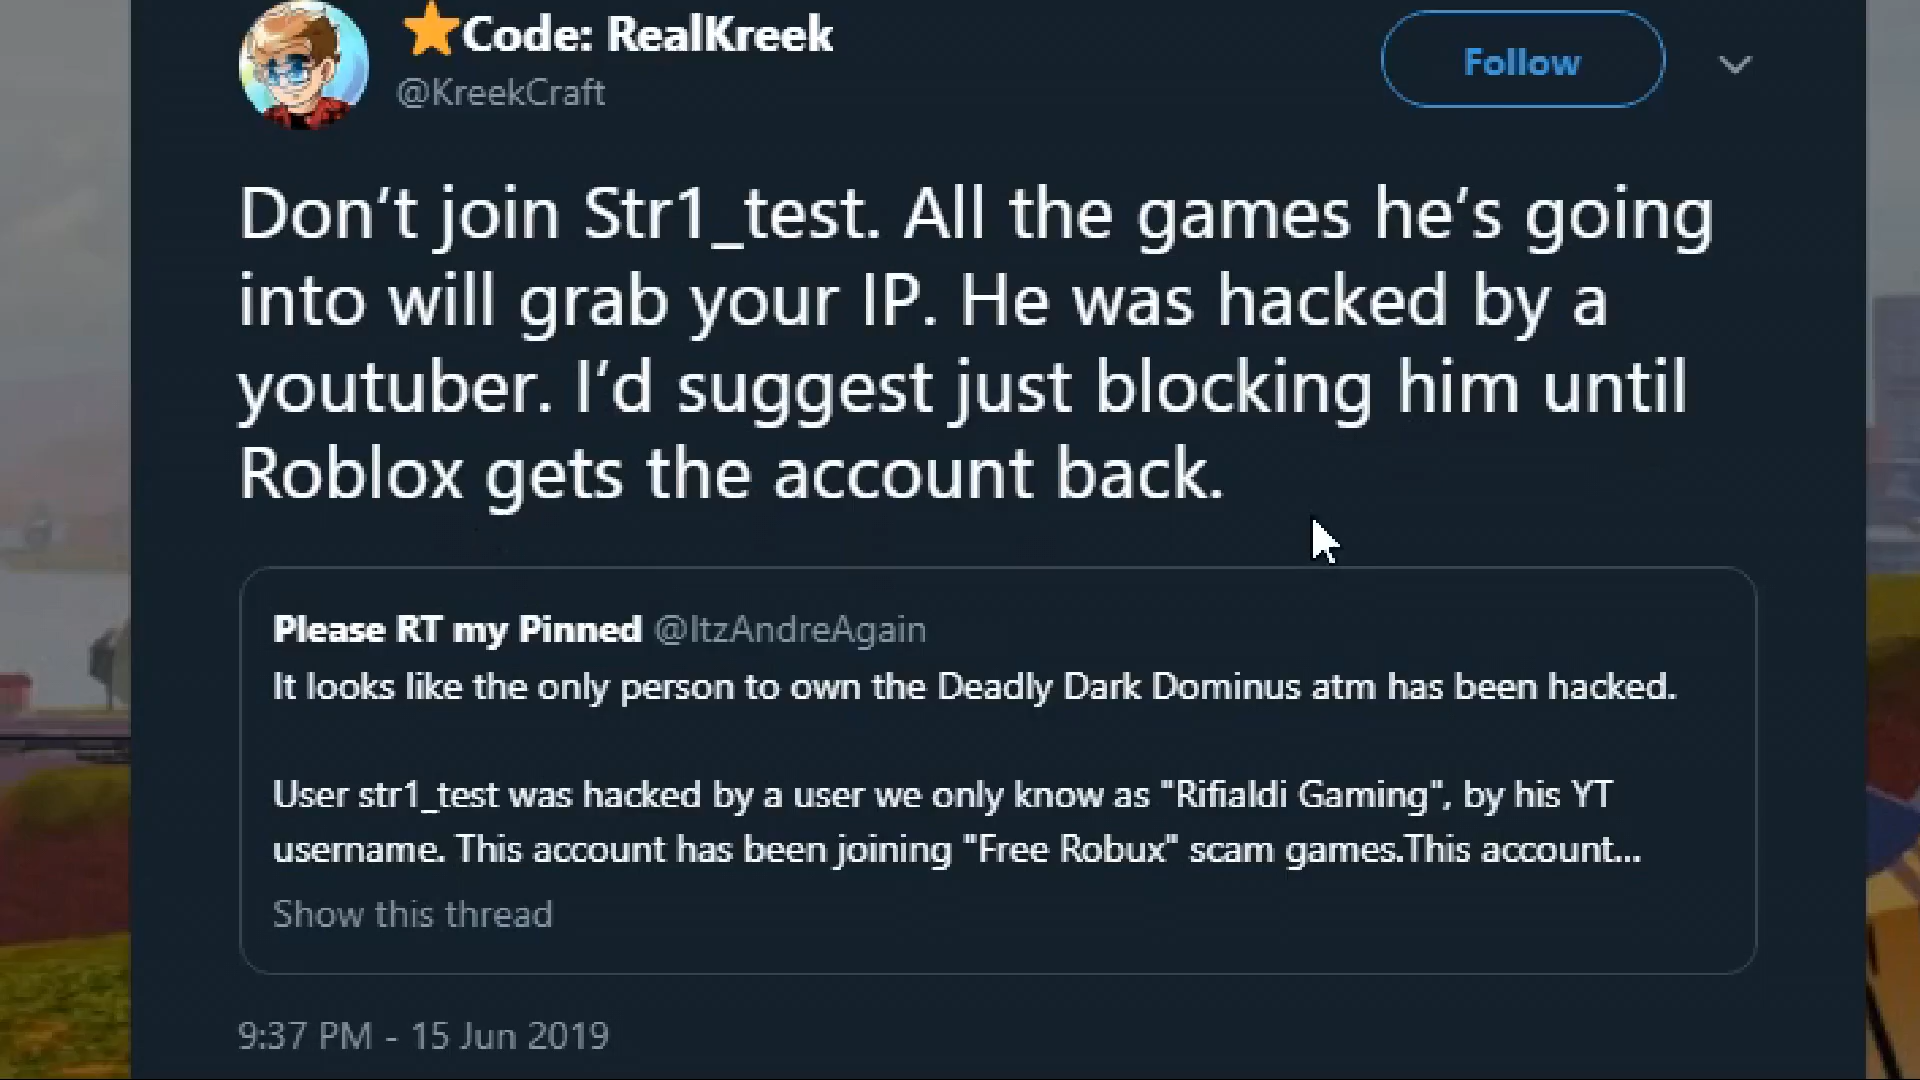 ⭐Code: RealKreek
@KreekCraft
Follow
Don’t join Str1_test. All the games he’s going
into will grab your IP. He was hacked by a
youtuber. I’d suggest just blocking him until
Roblox gets the account back.
Please RT my Pinned @ItzAndreAgain
It looks like the only person to own the Deadly Dark Dominus atm has been hacked.
User str1_test was hacked by a user we only know as "Rifialdi Gaming", by his YT
username. This account has been joining "Free Robux" scam games.This account...
Show this thread
9:37 PM - 15 Jun 2019